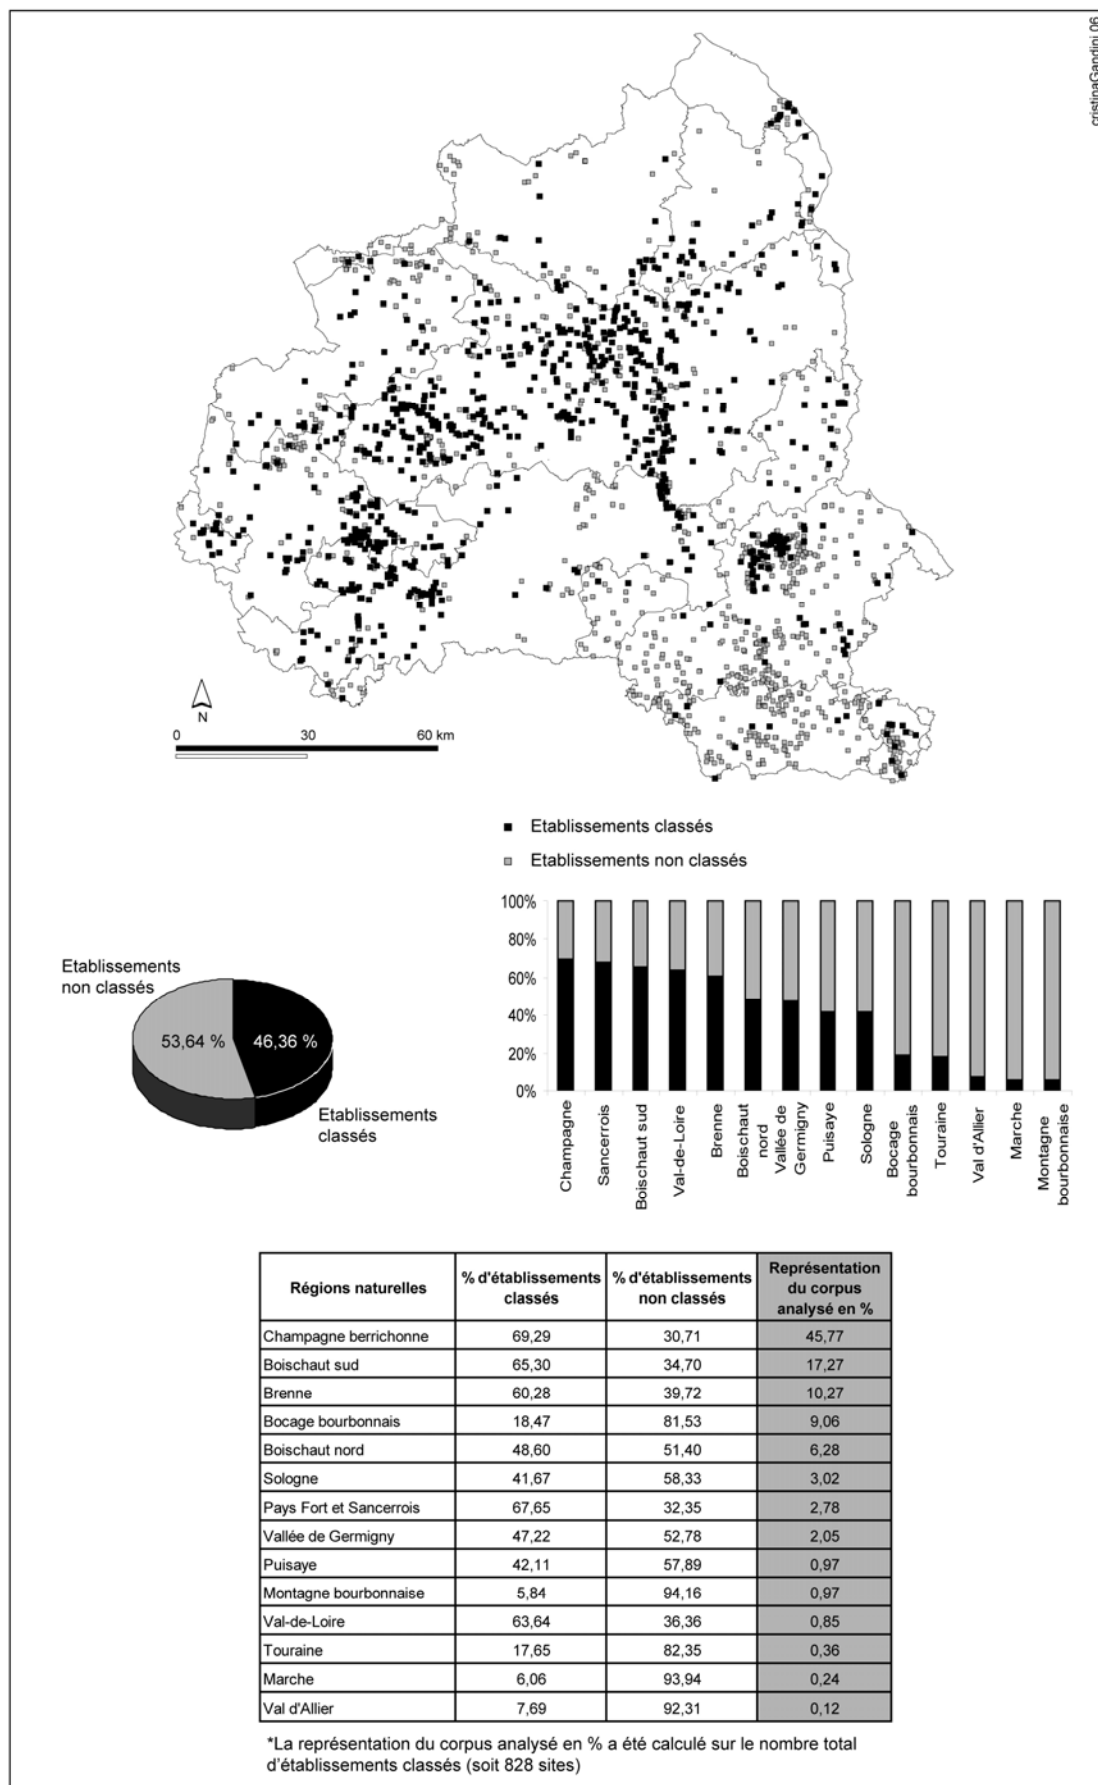 cristinaGandini 06
N
0 30 60 km
Etablissements classés
Etablissements non classés
Etablissements
non classés
53,64 %
46,36 %
Etablissements
classés
100%
80%
60%
40%
20%
0%
Champagne
Sancerrois
Boischaut sud
Val-de-Loire
Brenne
Boischaut
nord
Vallée de
Germigny
Puisaye
Sologne
Bocage
bourbonnais
Touraine
Val d'Allier
Marche
Montagne
bourbonnaise
Régions naturelles
% d'établissements
classés
% d'établissements
non classés
Représentation
du corpus
analysé en %
Champagne berrichonne 69,29 30,71 45,77
Boischaut sud 65,30 34,70 17,27
Brenne 60,28 39,72 10,27
Bocage bourbonnais 18,47 81,53 9,06
Boischaut nord 48,60 51,40 6,28
Sologne 41,67 58,33 3,02
Pays Fort et Sancerrois 67,65 32,35 2,78
Vallée de Germigny 47,22 52,78 2,05
Puisaye 42,11 57,89 0,97
Montagne bourbonnaise 5,84 94,16 0,97
Val-de-Loire 63,64 36,36 0,85
Touraine 17,65 82,35 0,36
Marche 6,06 93,94 0,24
Val d'Allier 7,69 92,31 0,12
*La représentation du corpus analysé en % a été calculé sur le nombre total
d'établissements classés (soit 828 sites)